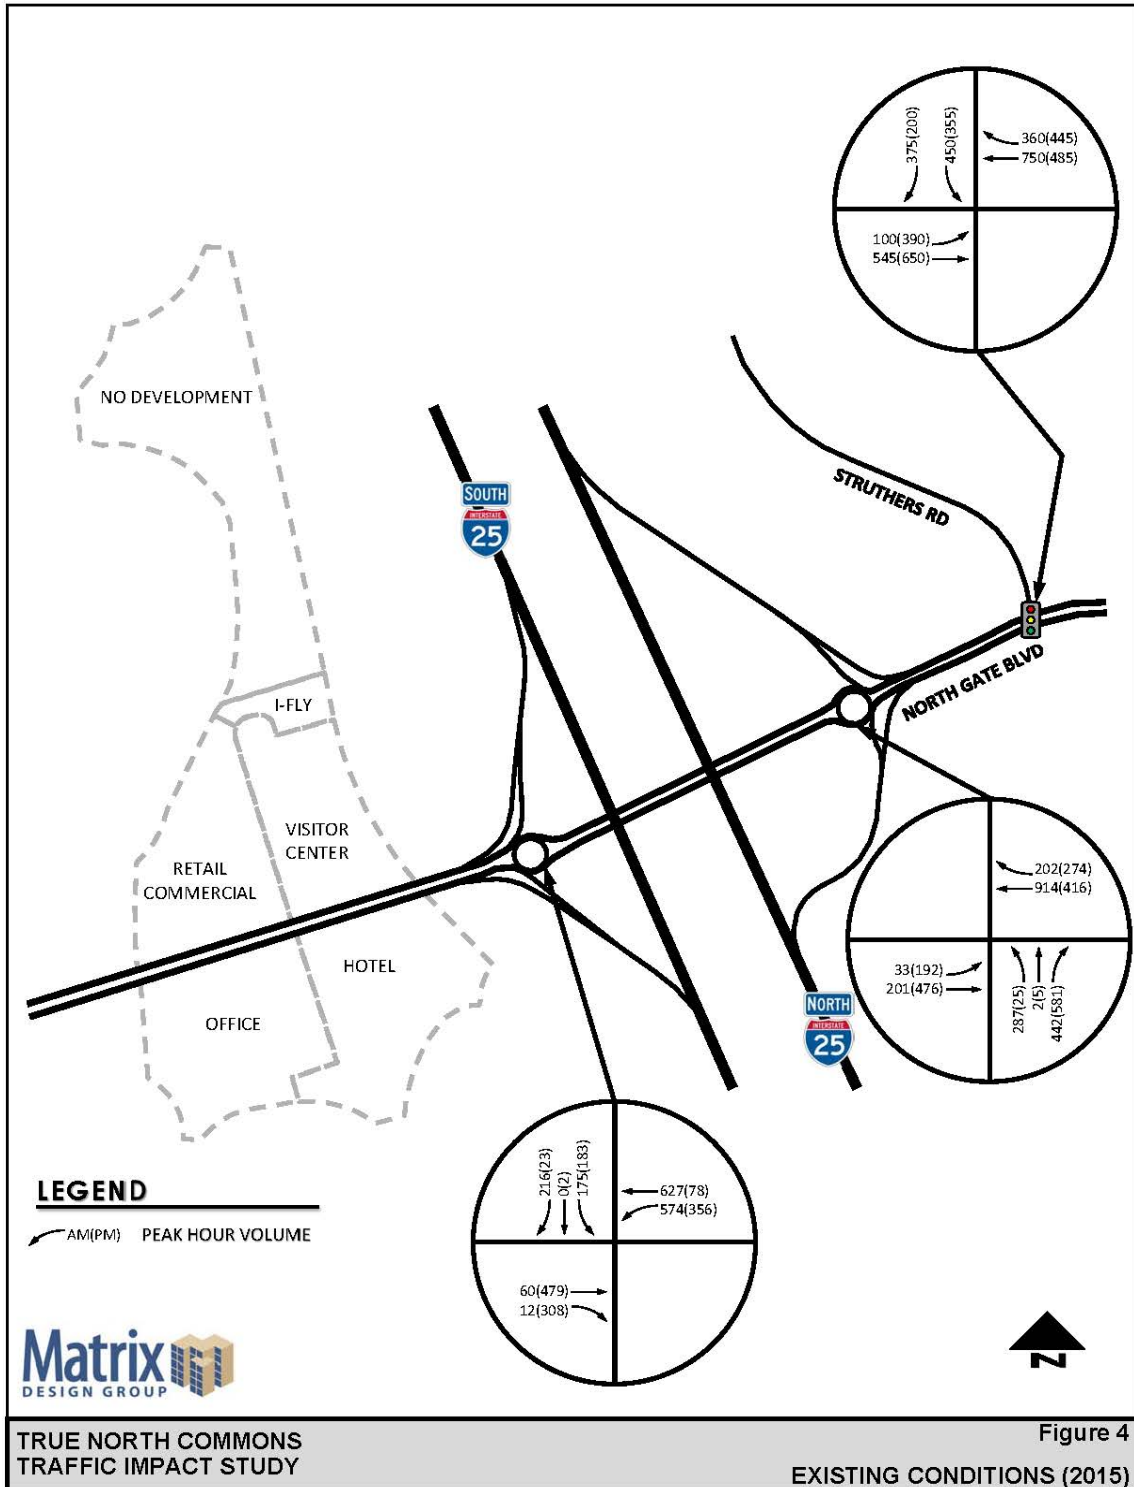 375(200)
450(355)
360(445)
750(485)
100(390)
545(650)
NO DEVELOPMENT
SOUTH
INTERSTATE
25
STRUTHERS RD
NORTH GATE BLVD
I-FLY
VISITOR
CENTER
RETAIL
COMMERCIAL
HOTEL
OFFICE
202(274)
914(416)
33(192)
201(476)
287(25)
2(5)
442(581)
NORTH
INTERSTATE
25
216(23)
0(2)
175(183)
627(78)
574(356)
60(479)
12(308)
LEGEND
AM(PM) PEAK HOUR VOLUME
Matrix
DESIGN GROUP
N
TRUE NORTH COMMONS
TRAFFIC IMPACT STUDY
Figure 4
EXISTING CONDITIONS (2015)